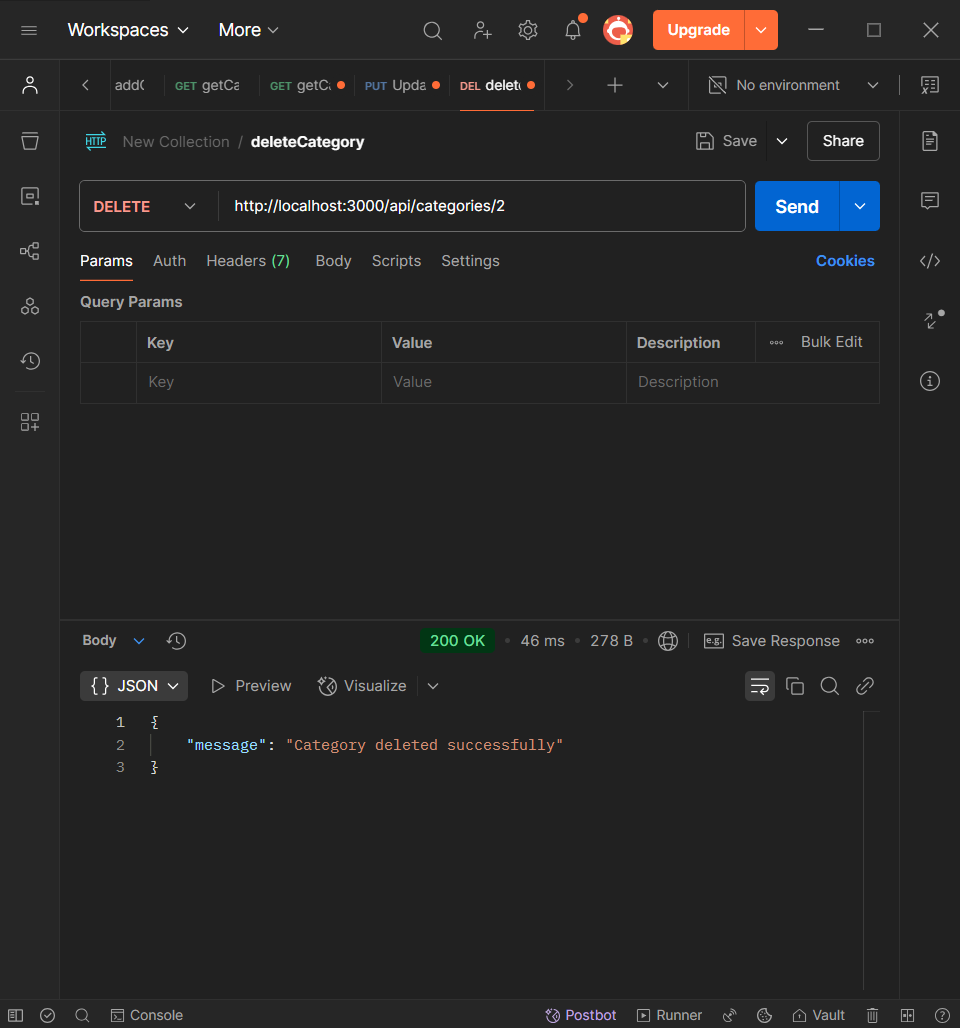 Workspaces More Upgrade
addC GET getCa GET getCa PUT Upda DEL delet No environment
HTTP New Collection / deleteCategory Save Share
DELETE http://localhost:3000/api/categories/2 Send
Params Auth Headers (7) Body Scripts Settings Cookies
Query Params
Key Value Description Bulk Edit
Key Value Description
Body 200 OK 46 ms 278 B e.g. Save Response
{} JSON Preview Visualize
1 {
2 "message": "Category deleted successfully"
3 }
Console Postbot Runner Vault